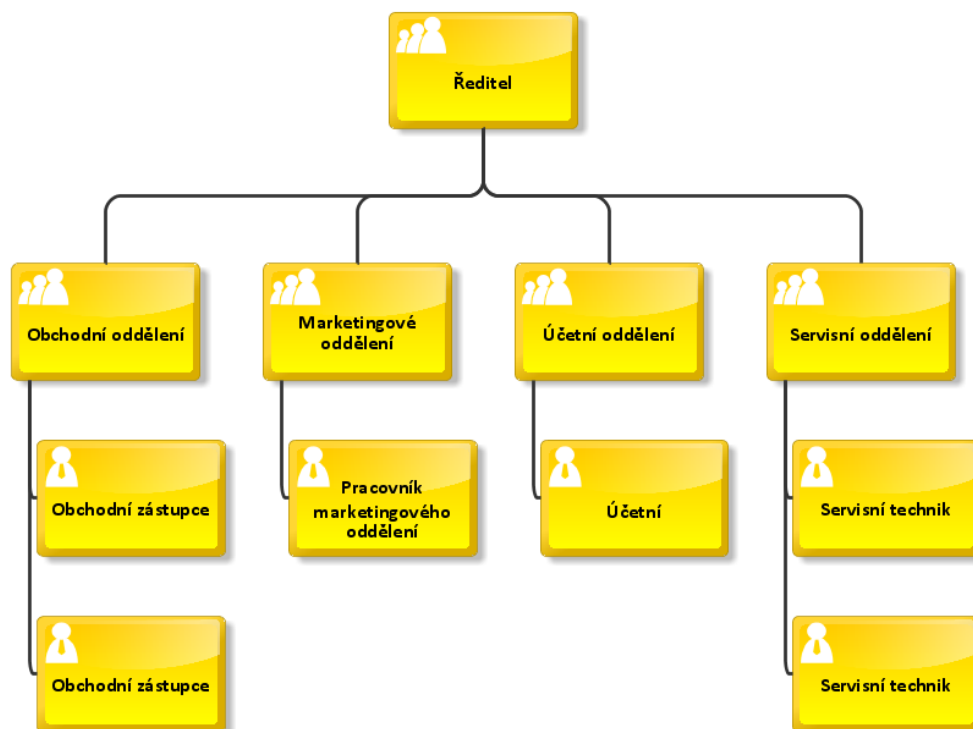 Ředitel
Obchodní oddělení
Marketingové
oddělení
Účetní oddělení
Servisní oddělení
Obchodní zástupce
Pracovník
marketingového
oddělení
Účetní
Servisní technik
Obchodní zástupce
Servisní technik